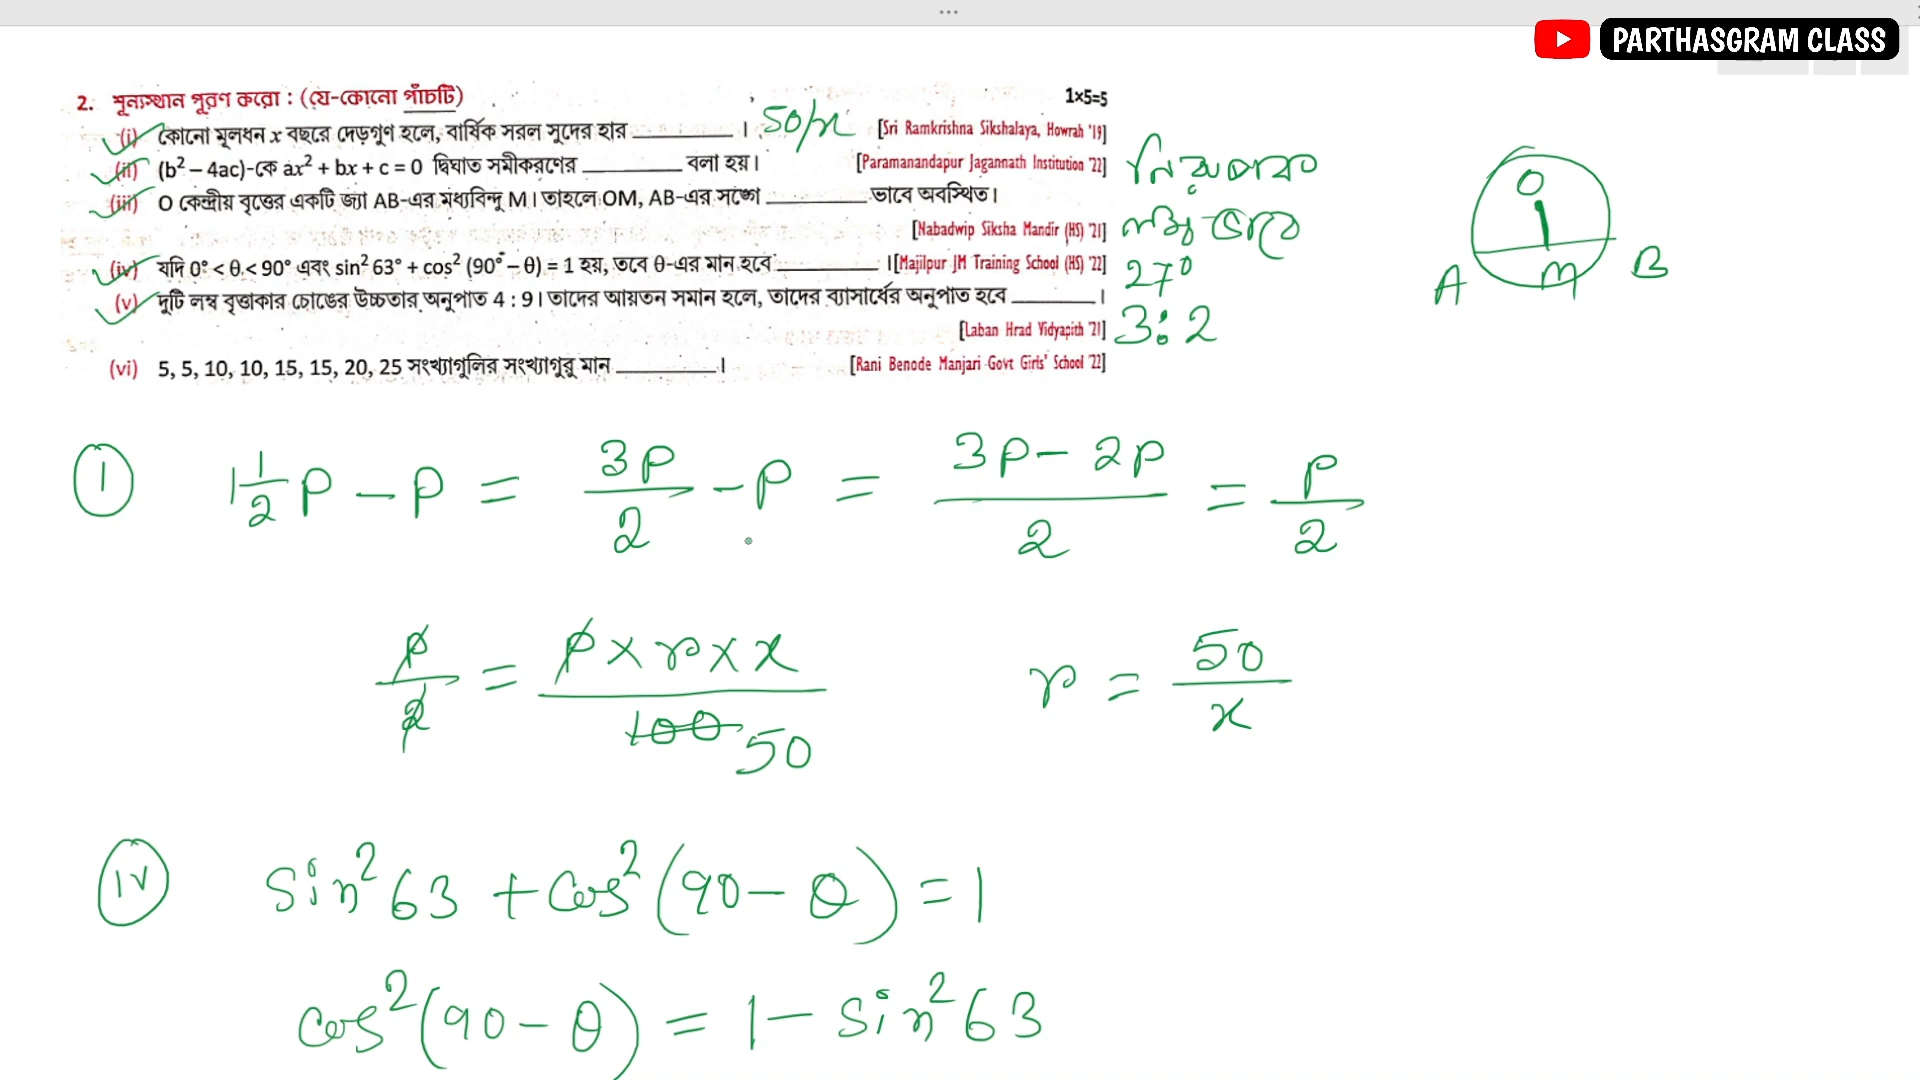 PARTHASGRAM CLASS
2. শূন্যস্থান পূরণ করো : (যে-কোনো পাঁচটি) 1×5=5
(i) কোনো মূলধন x বছরে দেড়গুণ হলে, বার্ষিক সরল সুদের হার ________ । 50/x [Sri Ramkrishna Sikshalaya, Howrah '19]
(ii) (b² – 4ac)-কে ax² + bx + c = 0 দ্বিঘাত সমীকরণের ________ বলা হয়। [Paramanandapur Jagannath Institution '22] নিরূপক
(iii) O কেন্দ্রীয় বৃত্তের একটি জ্যা AB-এর মধ্যবিন্দু M। তাহলে OM, AB-এর সঙ্গে ________ ভাবে অবস্থিত।
[Nabadwip Siksha Mandir (HS) '21] লম্ব ভাবে
(iv) যদি 0° < θ < 90° এবং sin² 63° + cos² (90° – θ) = 1 হয়, তবে θ-এর মান হবে ________ । [Majilpur JM Training School (HS) '22] 27°
(v) দুটি লম্ব বৃত্তাকার চোঙের উচ্চতার অনুপাত 4 : 9। তাদের আয়তন সমান হলে, তাদের ব্যাসার্ধের অনুপাত হবে ________ ।
[Laban Hrad Vidyapith '21] 3:2
(vi) 5, 5, 10, 10, 15, 15, 20, 25 সংখ্যাগুলির সংখ্যাগুরু মান ________ । [Rani Benode Manjari Govt Girls' School '22]
O
A M B
(i) 1 1/2 P – P = 3P/2 – P = 3P – 2P/2 = P/2
P/2 = P × r × x/100 50 r = 50/x
(iv) Sin² 63 + Cos² (90 – θ) = 1
Cos² (90 – θ) = 1 – Sin² 63